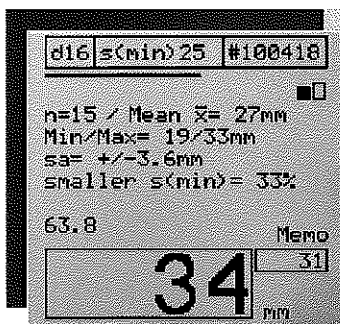 d16 s(min)25 #100418
n=15 / Mean x̄= 27mm
Min/Max= 19/33mm
sa= +/-3.6mm
smaller s(min)= 33%
63.8
Memo
31
34 mm